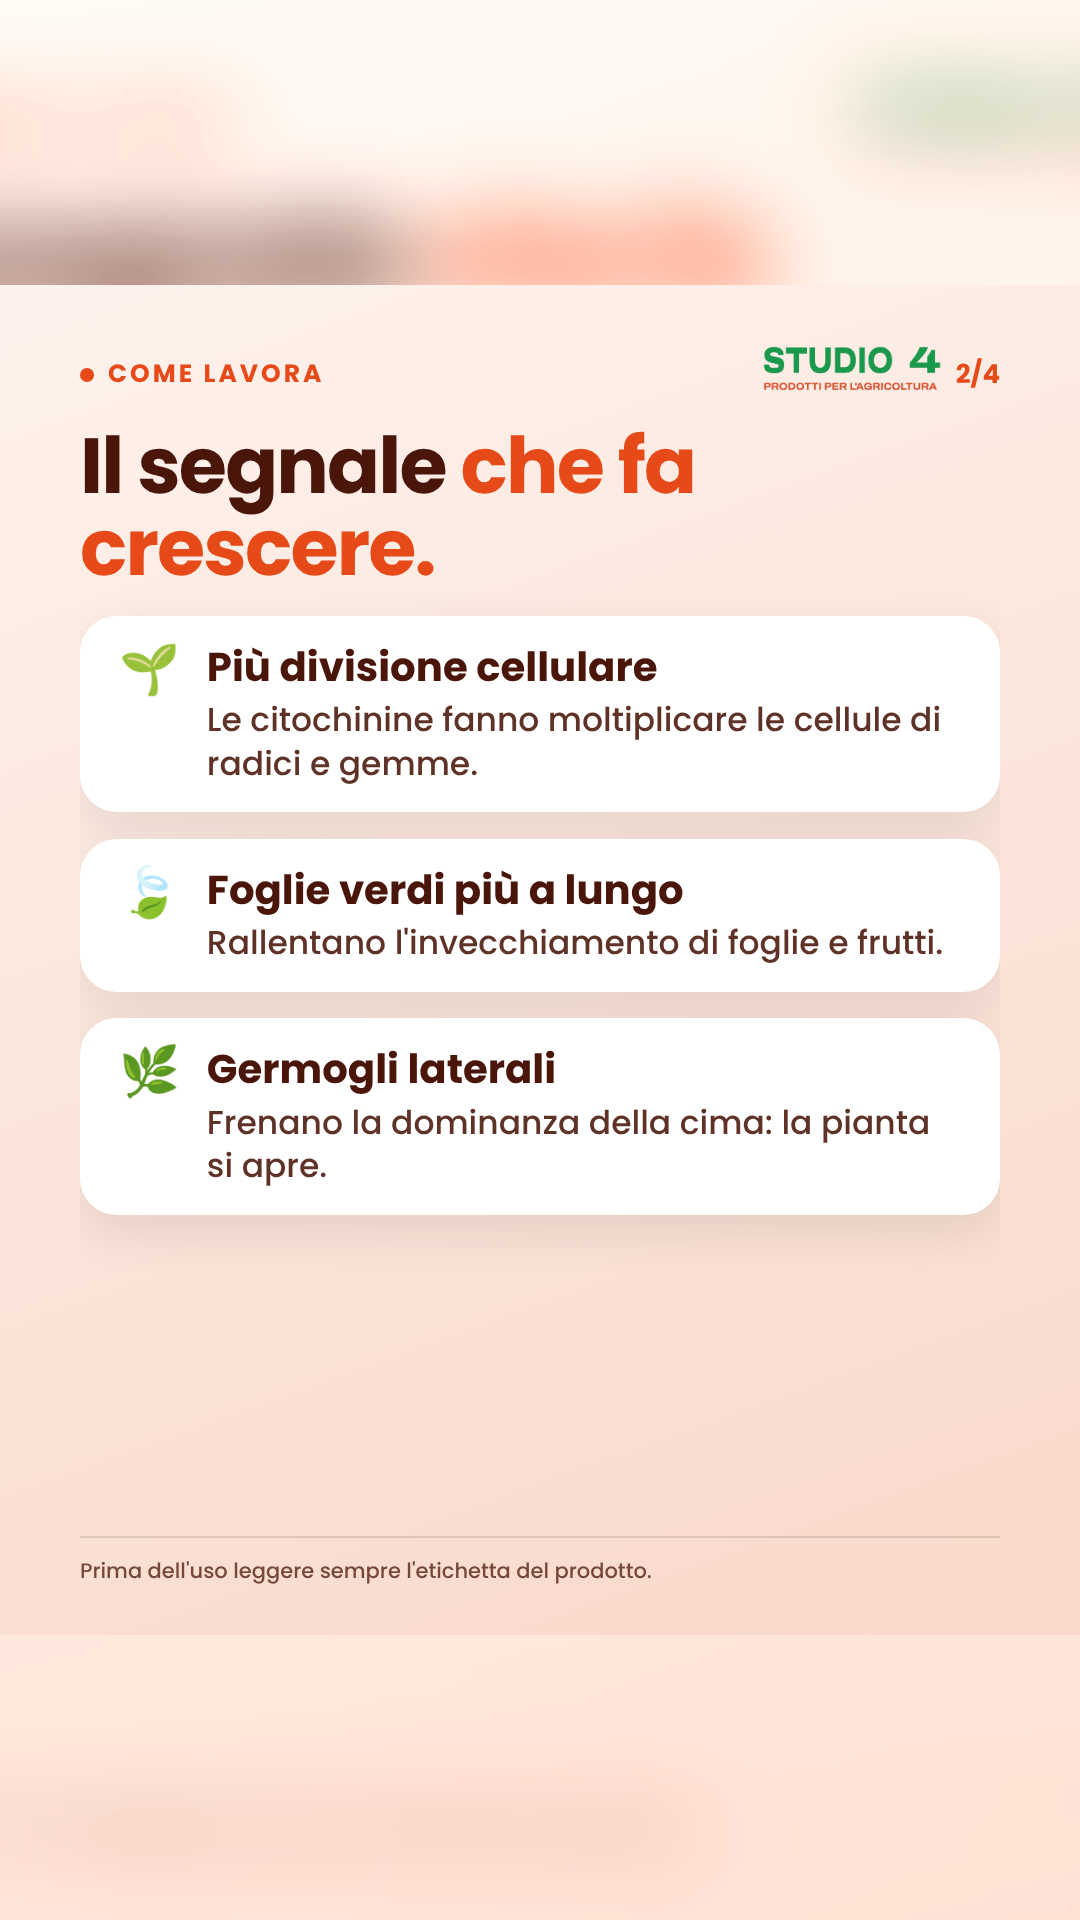 COME LAVORA
STUDIO 4
PRODOTTI PER L'AGRICOLTURA
2/4
Il segnale che fa
crescere.
Più divisione cellulare
Le citochinine fanno moltiplicare le cellule di
radici e gemme.
Foglie verdi più a lungo
Rallentano l'invecchiamento di foglie e frutti.
Germogli laterali
Frenano la dominanza della cima: la pianta
si apre.
Prima dell'uso leggere sempre l'etichetta del prodotto.